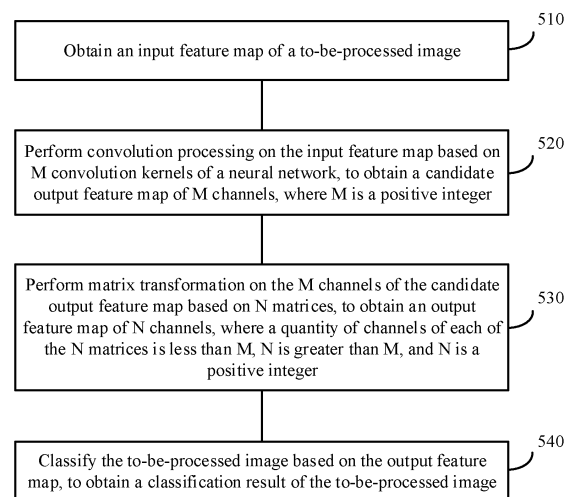 510
Obtain an input feature map of a to-be-processed image
520
Perform convolution processing on the input feature map based on
M convolution kernels of a neural network, to obtain a candidate
output feature map of M channels, where M is a positive integer
530
Perform matrix transformation on the M channels of the candidate
output feature map based on N matrices, to obtain an output
feature map of N channels, where a quantity of channels of each of
the N matrices is less than M, N is greater than M, and N is a
positive integer
540
Classify the to-be-processed image based on the output feature
map, to obtain a classification result of the to-be-processed image